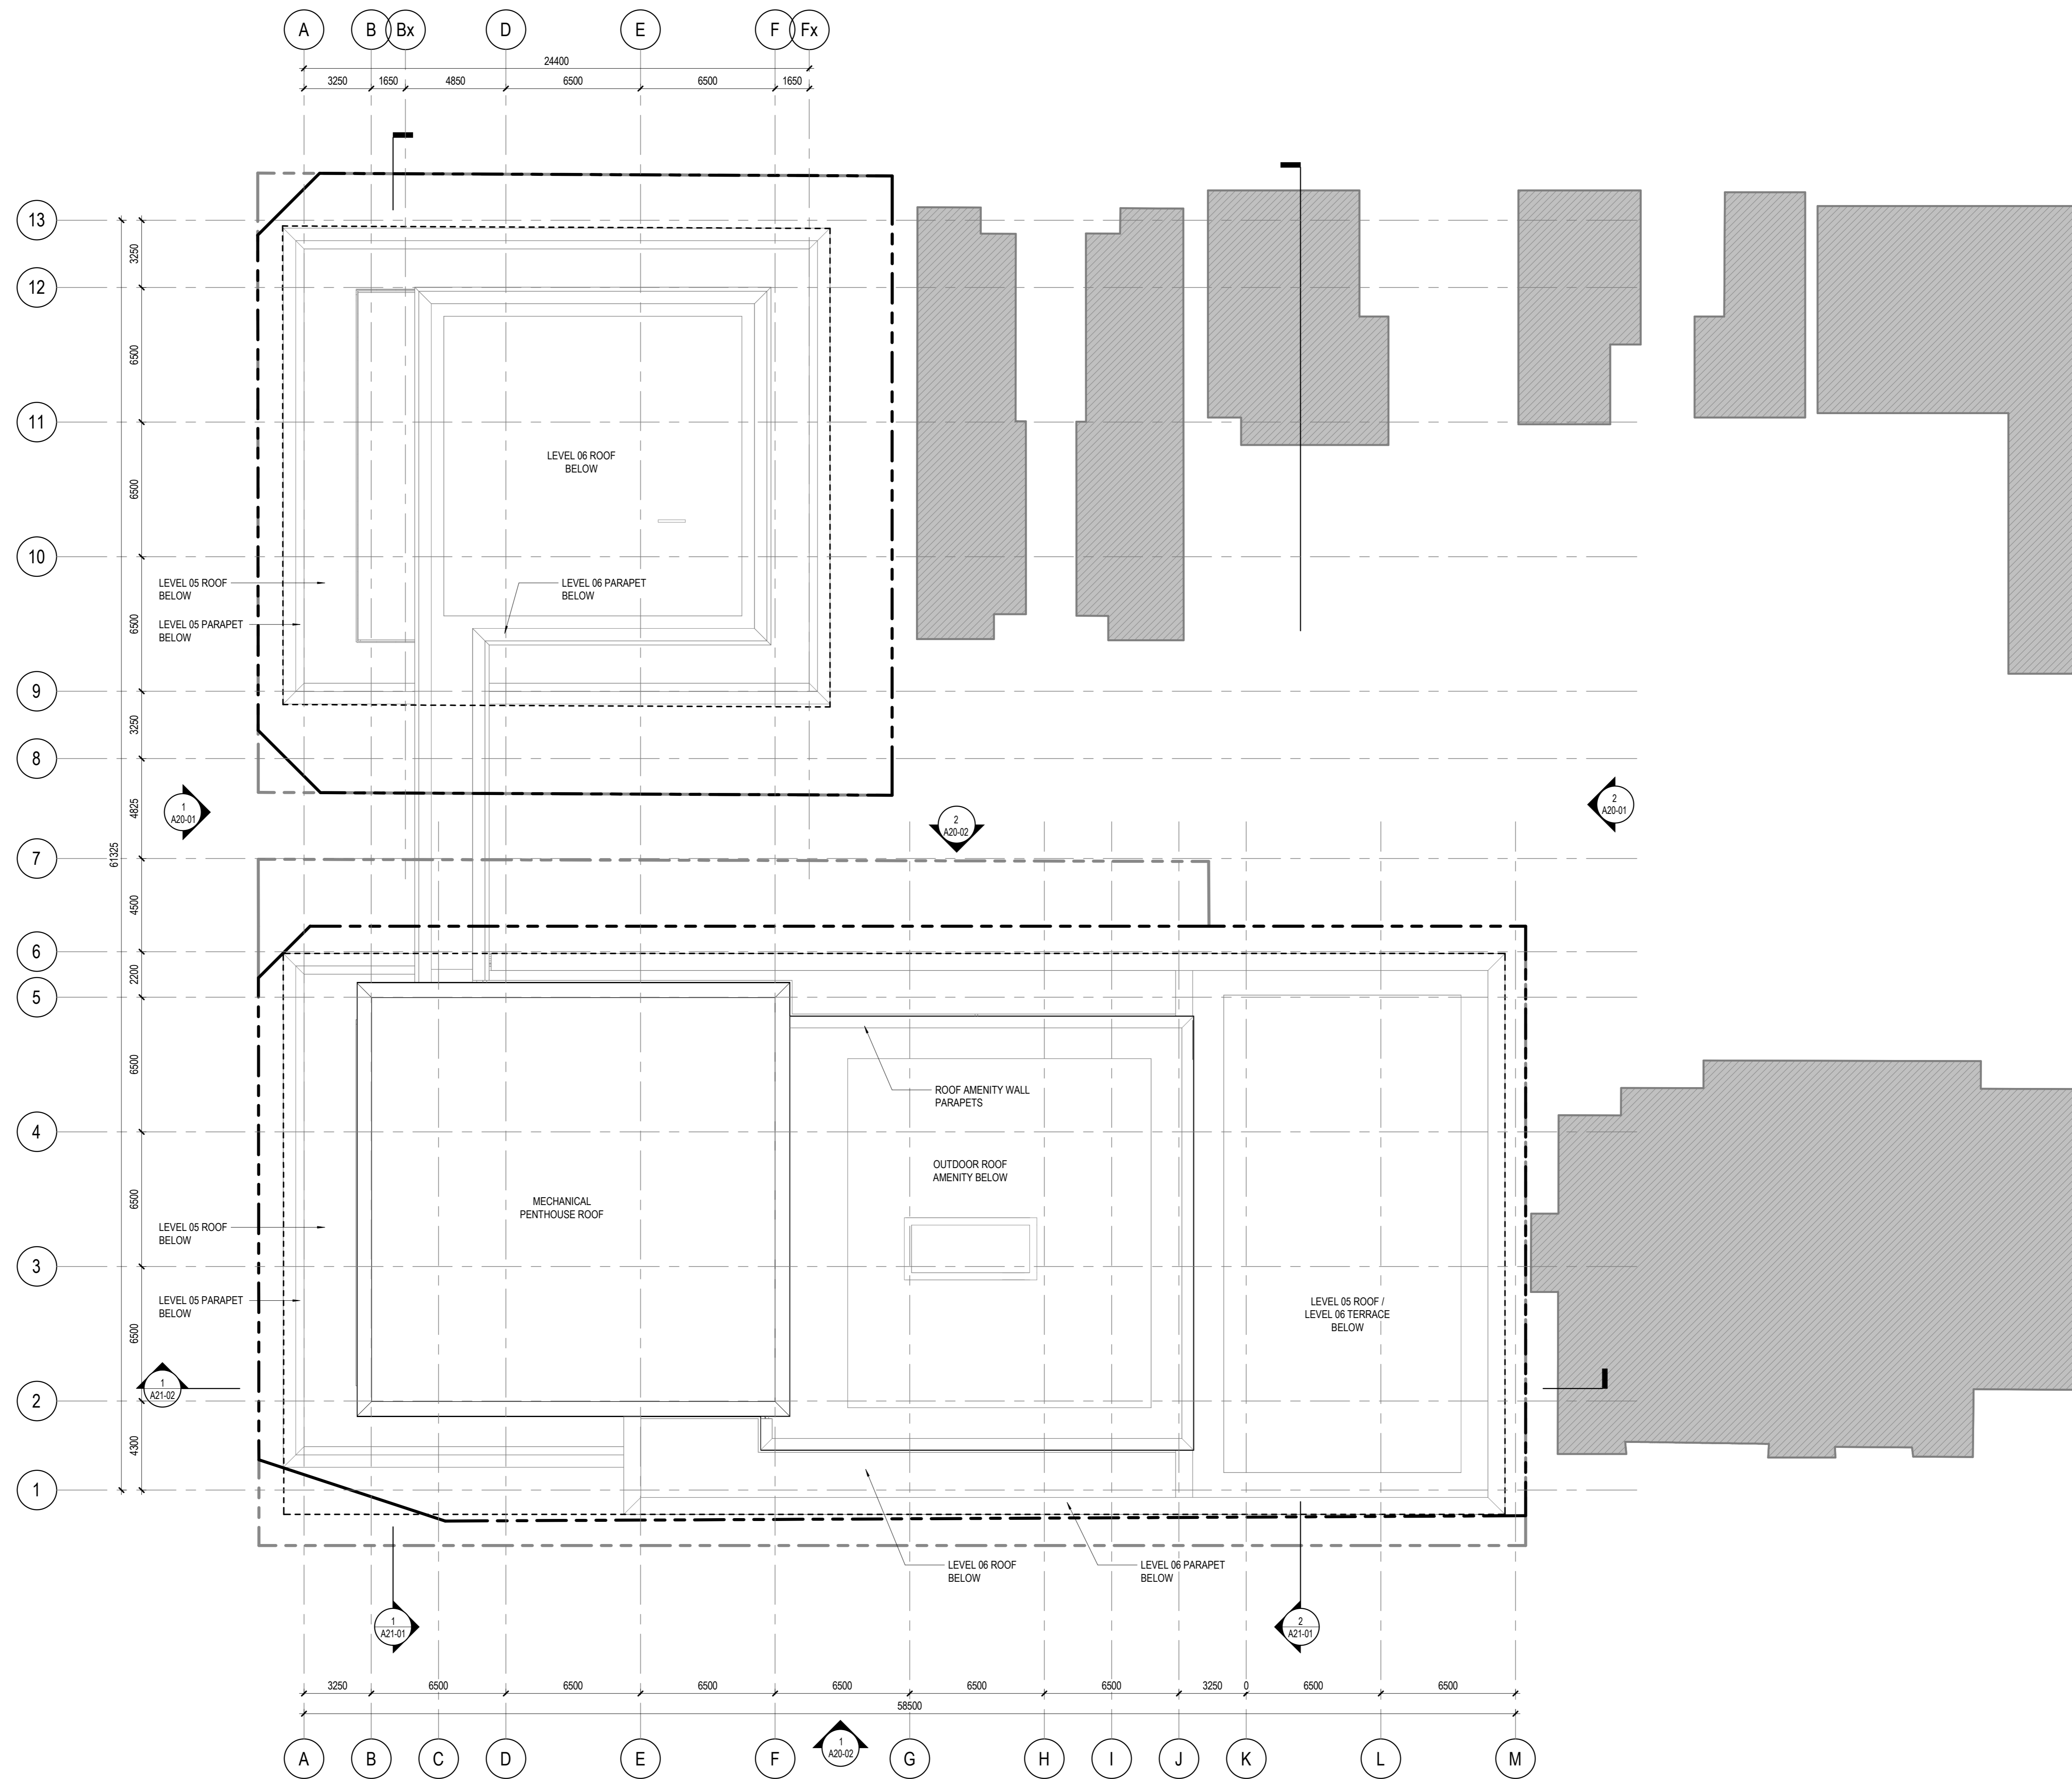 A B Bx D E F Fx
24400
3250 1650 4850 6500 6500 1650
13
3250
12
6500
11
LEVEL 06 ROOF
BELOW
6500
10
LEVEL 05 ROOF
BELOW
LEVEL 06 PARAPET
BELOW
LEVEL 05 PARAPET
BELOW
6500
9
3250
8
1
A20-01
4825
2
A20-02
2
A20-01
61325
7
4500
6
2200
5
6500
ROOF AMENITY WALL
PARAPETS
4
OUTDOOR ROOF
AMENITY BELOW
MECHANICAL
PENTHOUSE ROOF
6500
LEVEL 05 ROOF
BELOW
3
LEVEL 05 PARAPET
BELOW
LEVEL 05 ROOF /
LEVEL 06 TERRACE
BELOW
6500
1
A21-02
2
4300
1
LEVEL 06 ROOF
BELOW
LEVEL 06 PARAPET
BELOW
1
A21-01
2
A21-01
3250 6500 6500 6500 6500 6500 6500 3250 0 6500 6500
58500
1
A20-02
A B C D E F G H I J K L M